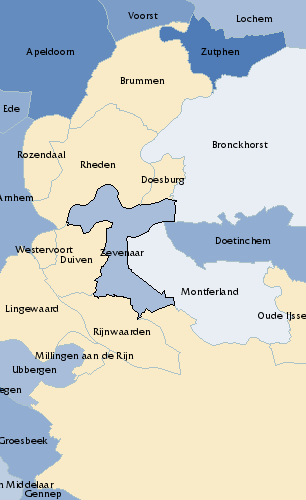 Voorst
Lochem
Apeldoorn
Zutphen
Brummen
Ede
Bronckhorst
Rozendaal
Rheden
Doesburg
Arnhem
Doetinchem
Westervoort
Zevenaar
Duiven
Montferland
Lingewaard
Oude IJsse
Rijnwaarden
Millingen aan de Rijn
Ubbergen
egen
Groesbeek
n Middelaar
Gennep